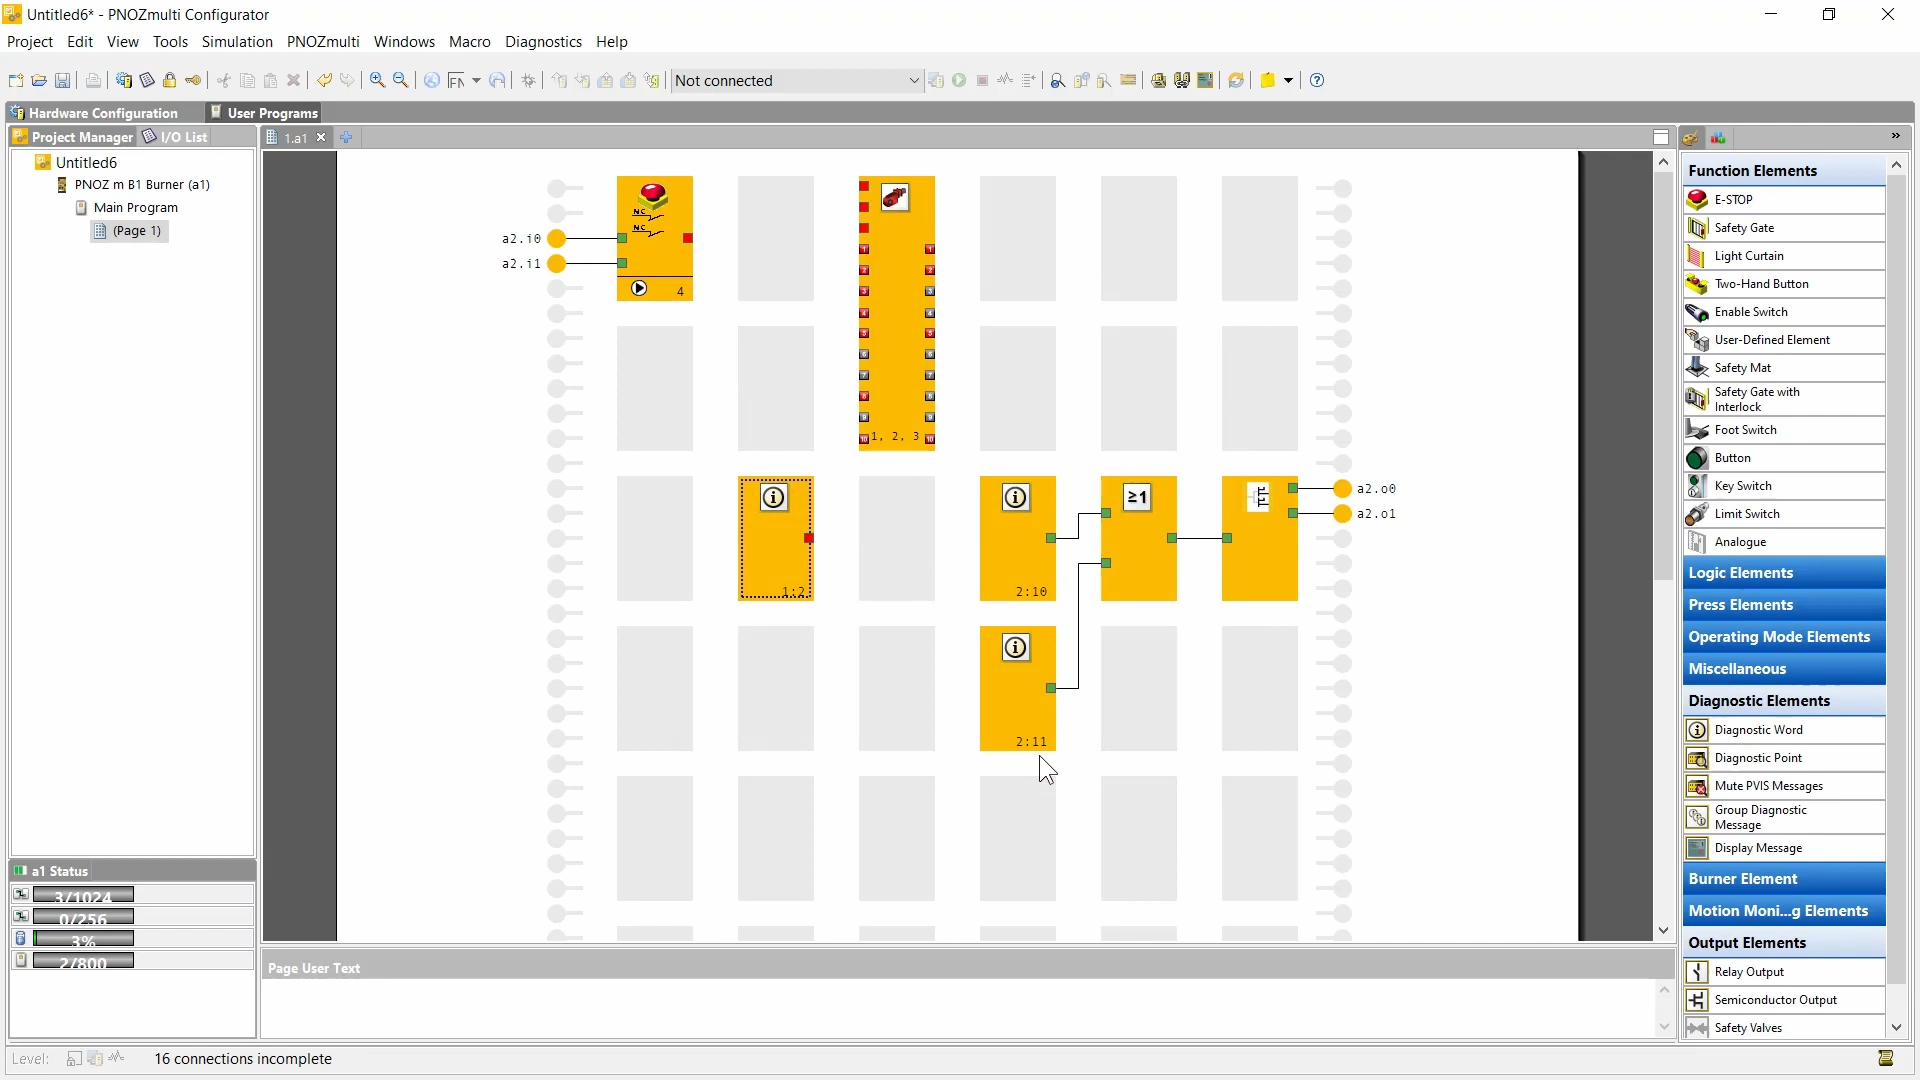 Untitled6* - PNOZmulti Configurator
Project Edit View Tools Simulation PNOZmulti Windows Macro Diagnostics Help
Not connected
Hardware Configuration User Programs
Project Manager I/O List
1.a1
Untitled6
PNOZ m B1 Burner (a1)
Main Program
(Page 1)
a2.i0
a2.i1
NC
NC
4
1, 2, 3
1:2
2:10
≥1
a2.o0
a2.o1
2:11
Function Elements
E-STOP
Safety Gate
Light Curtain
Two-Hand Button
Enable Switch
User-Defined Element
Safety Mat
Safety Gate with
Interlock
Foot Switch
Button
Key Switch
Limit Switch
Analogue
Logic Elements
Press Elements
Operating Mode Elements
Miscellaneous
Diagnostic Elements
Diagnostic Word
Diagnostic Point
Mute PVIS Messages
Group Diagnostic
Message
Display Message
Burner Element
Motion Moni...g Elements
Output Elements
Relay Output
Semiconductor Output
Safety Valves
a1 Status
3/1024
0/256
3%
2/800
Page User Text
Level: 16 connections incomplete